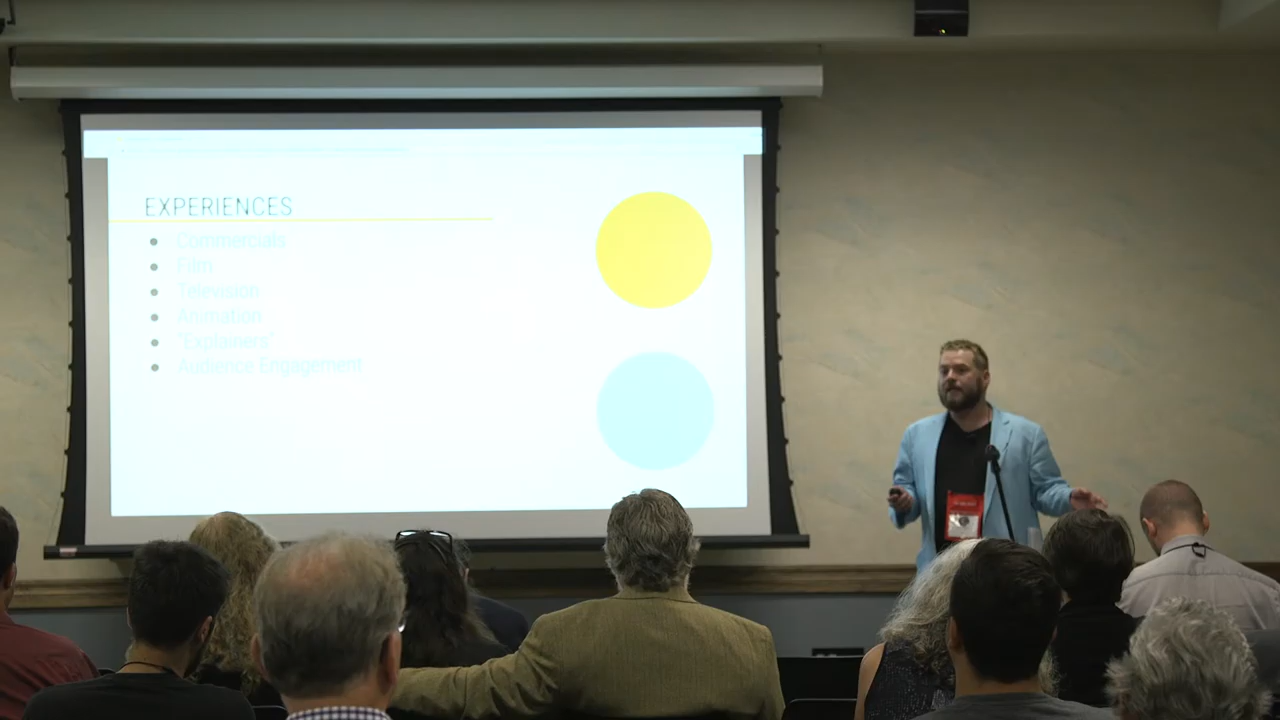 EXPERIENCES
● Commercials
● Film
● Television
● Animation
● "Explainers"
● Audience Engagement